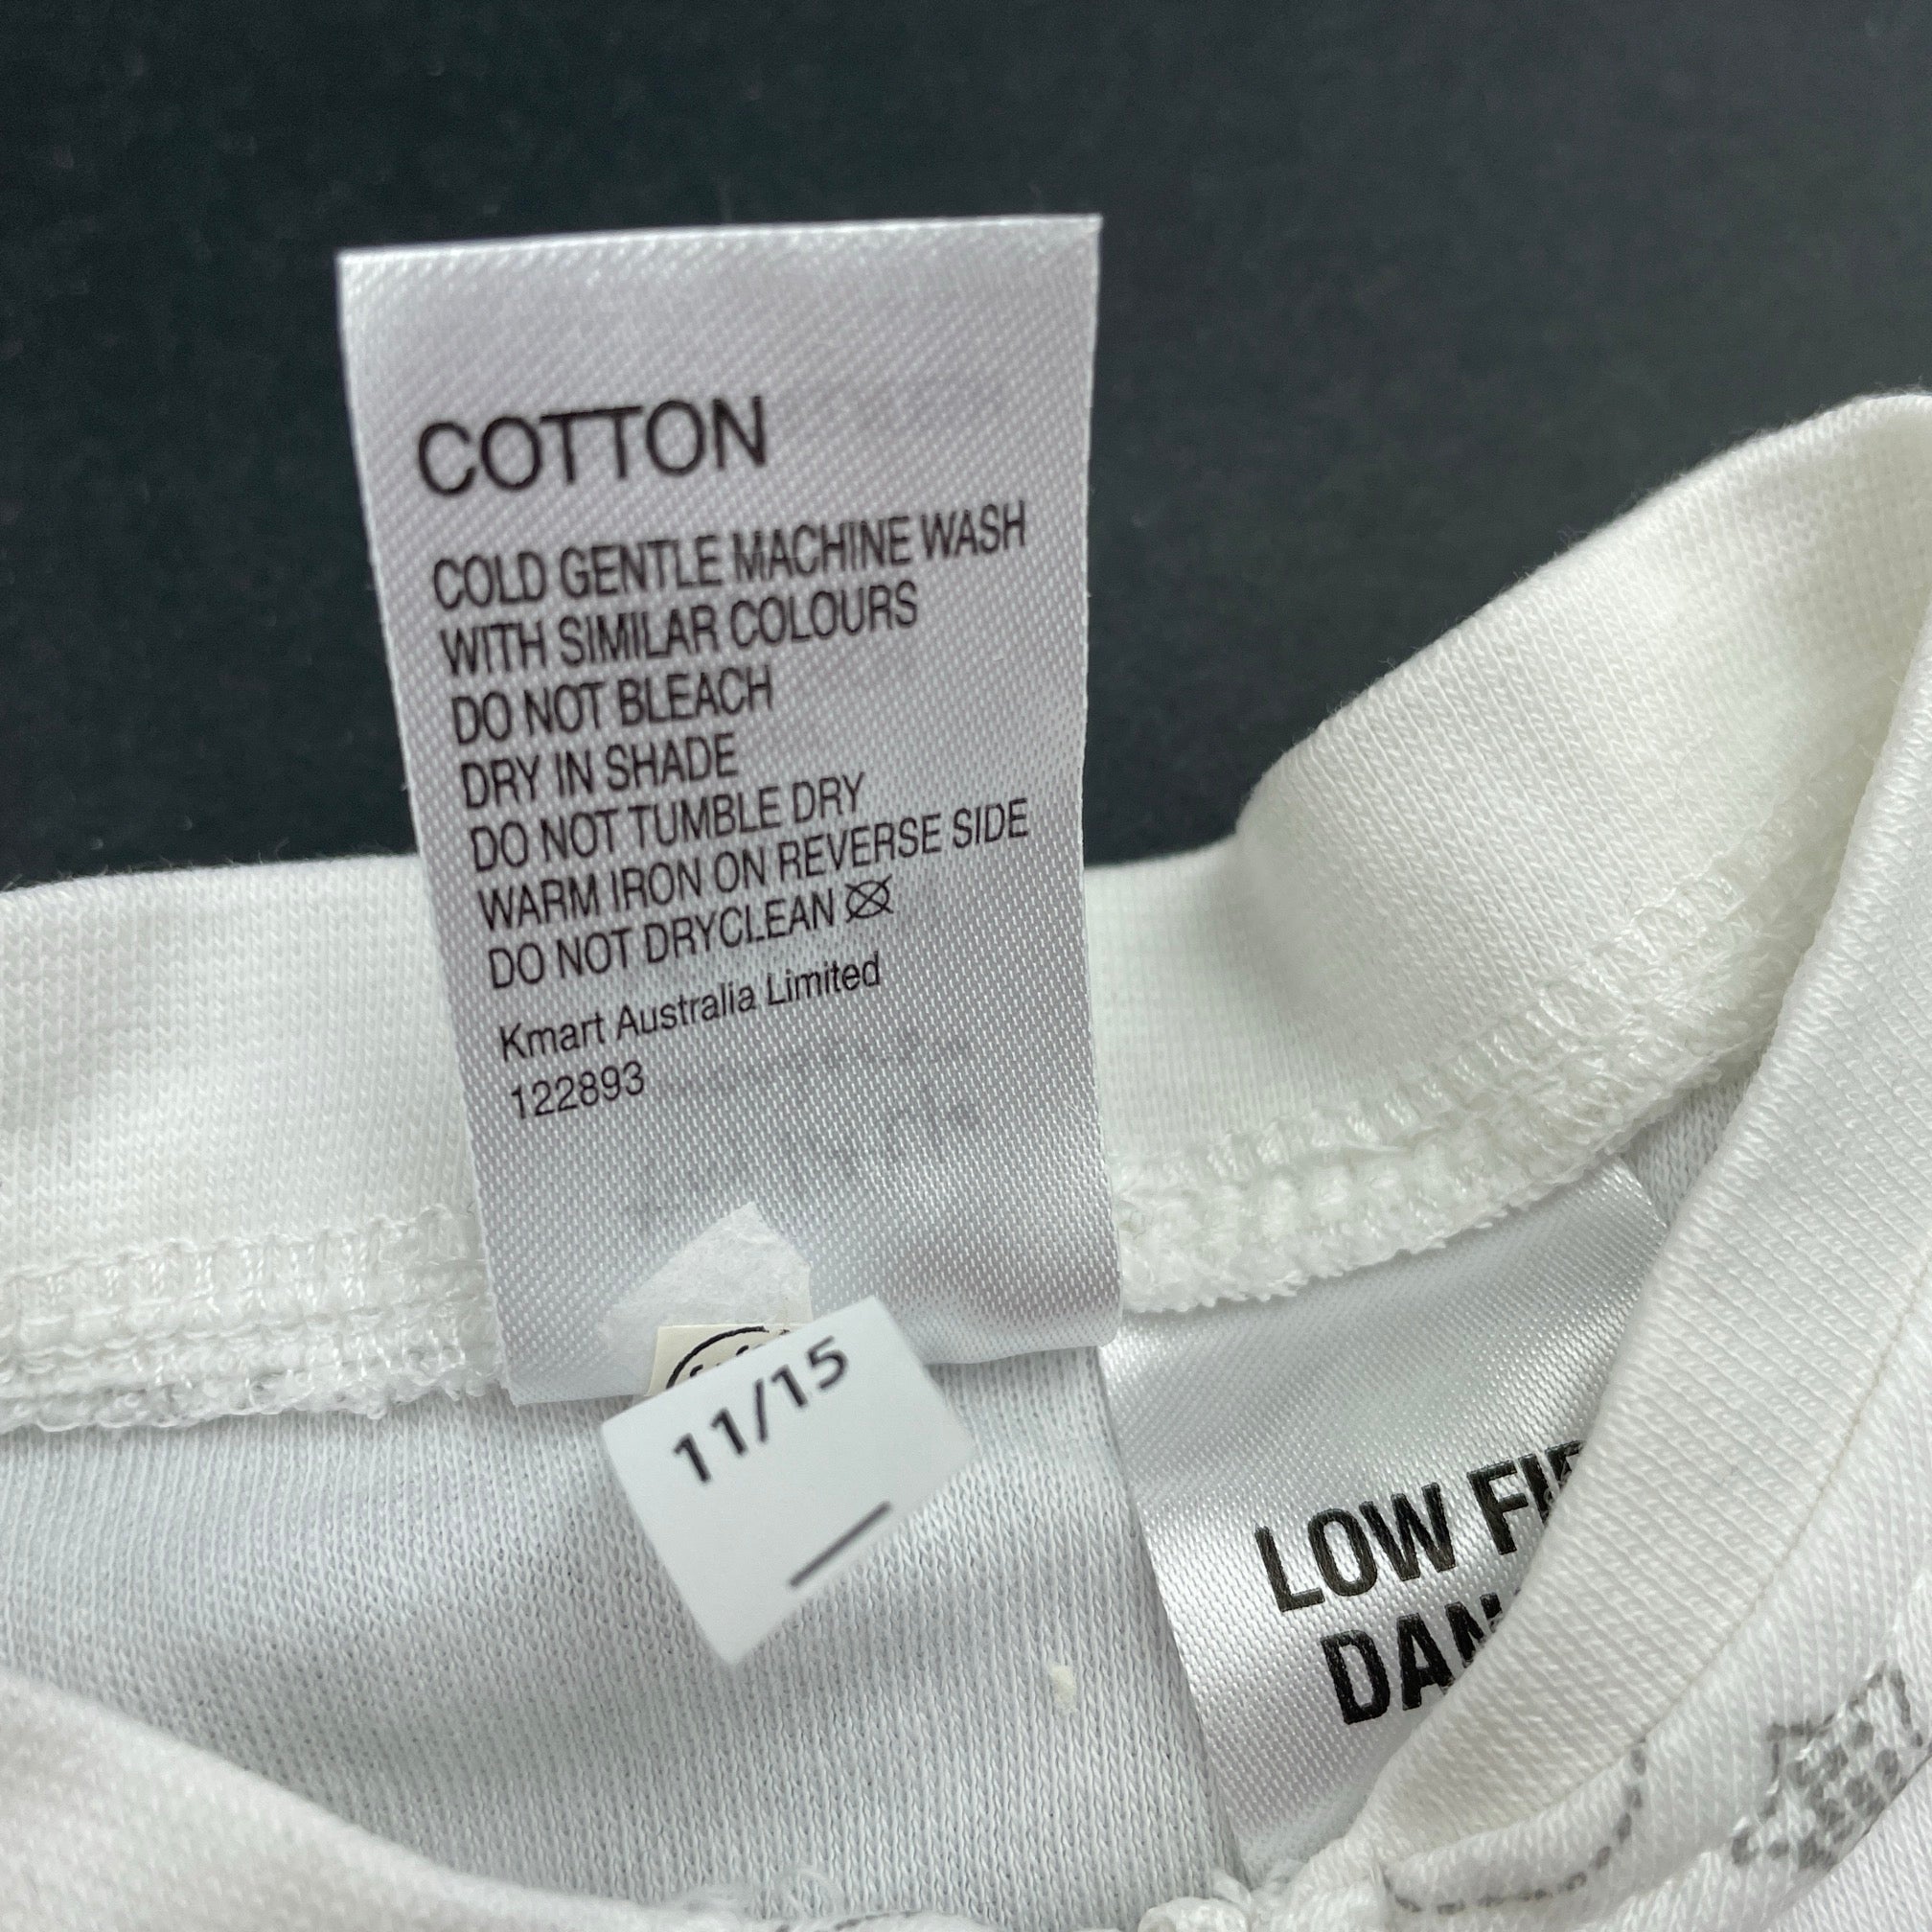 COTTON
COLD GENTLE MACHINE WASH
WITH SIMILAR COLOURS
DO NOT BLEACH
DRY IN SHADE
DO NOT TUMBLE DRY
WARM IRON ON REVERSE SIDE
DO NOT DRYCLEAN
Kmart Australia Limited
122893
11/15
LOW